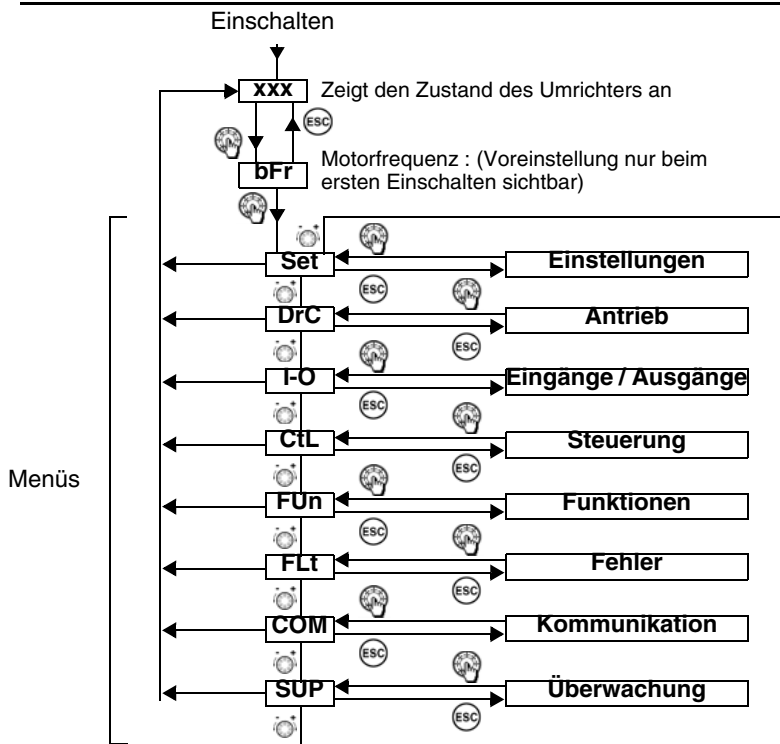 Einschalten
xxx Zeigt den Zustand des Umrichters an
ESC
bFr Motorfrequenz : (Voreinstellung nur beim
ersten Einschalten sichtbar)
- +
Set Einstellungen
- + ESC
DrC Antrieb
- + ESC
I-O Eingänge / Ausgänge
- + ESC
CtL Steuerung
Menüs
- + ESC
FUn Funktionen
- + ESC
FLt Fehler
- + ESC
COM Kommunikation
- + ESC
SUP Überwachung
- + ESC